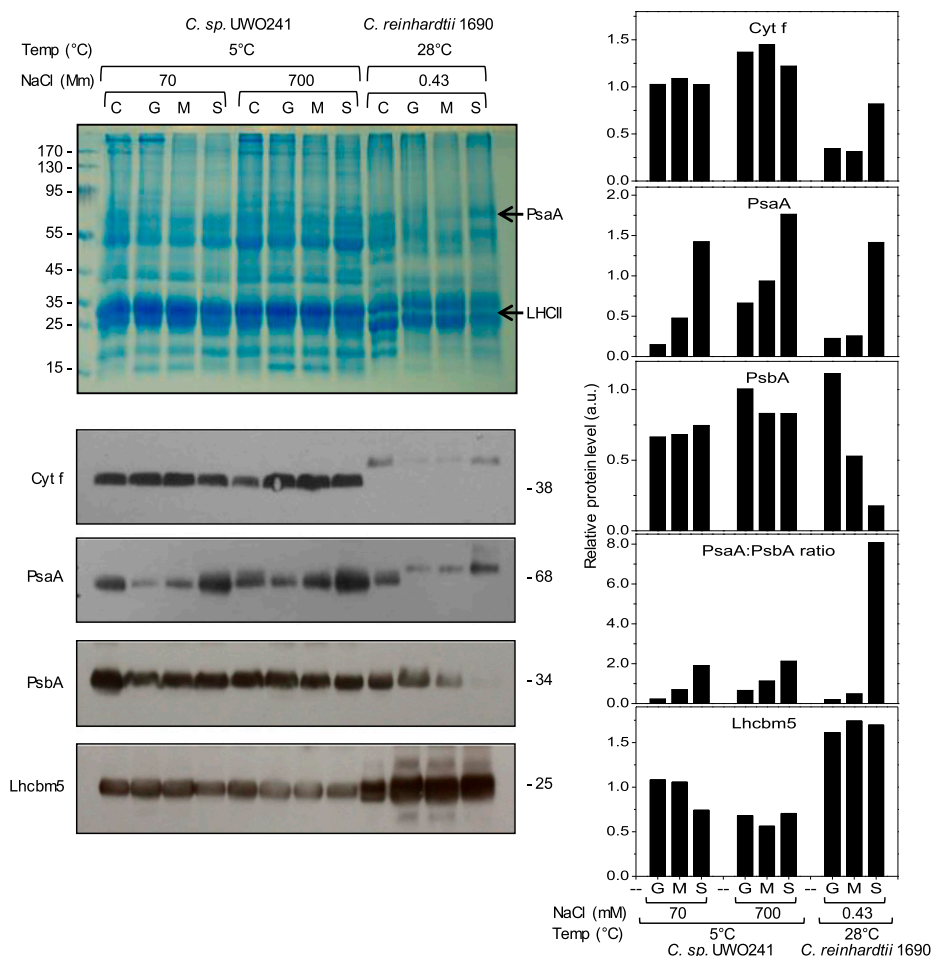 C. sp. UWO241 C. reinhardtii 1690
Temp (°C) 5°C 28°C
NaCl (Mm) 70 700 0.43
C G M S C G M S C G M S
170 -
130 -
95 -
55 -
45 -
35 -
25 -
15 -
PsaA
LHCII
Cyt f - 38
PsaA - 68
PsbA - 34
Lhcbm5 - 25
Relative protein level (a.u.)
Cyt f
1.5
1.0
0.5
0.0
PsaA
2.0
1.5
1.0
0.5
0.0
PsbA
1.0
0.5
0.0
PsaA:PsbA ratio
8.0
6.0
4.0
2.0
0.0
Lhcbm5
1.5
1.0
0.5
0.0
-- G M S -- G M S -- G M S
NaCl (mM) 70 700 0.43
Temp (°C) 5°C 28°C
C. sp. UWO241 C. reinhardtii 1690